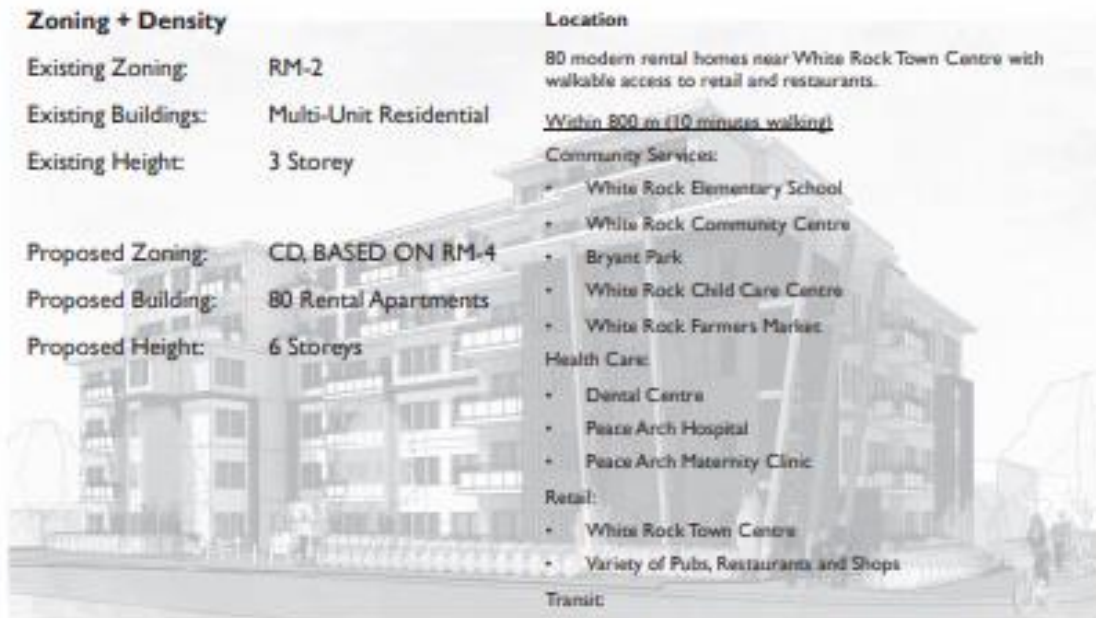 Zoning + Density
Existing Zoning: RM-2
Existing Buildings: Multi-Unit Residential
Existing Height: 3 Storey
Proposed Zoning: CD, BASED ON RM-4
Proposed Building: 80 Rental Apartments
Proposed Height: 6 Storeys
Location
80 modern rental homes near White Rock Town Centre with
walkable access to retail and restaurants.
Within 800 m (10 minutes walking)
Community Services:
• White Rock Elementary School
• White Rock Community Centre
• Bryant Park
• White Rock Child Care Centre
• White Rock Farmers Market
Health Care:
• Dental Centre
• Peace Arch Hospital
• Peace Arch Maternity Clinic
Retail:
• White Rock Town Centre
• Variety of Pubs, Restaurants and Shops
Transit: